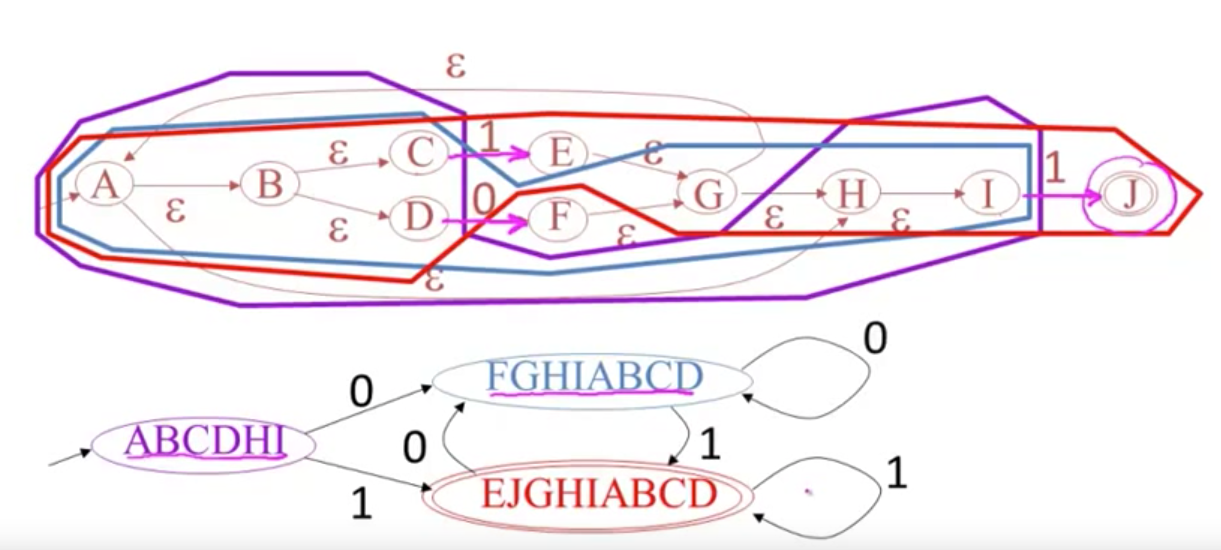 ε
C 1 E
ε ε
A B G H I 1 J
ε ε D 0 F ε ε ε
ε
0
0 FGHIABCD
ABCDHI 0 1
1 EJGHIABCD 1